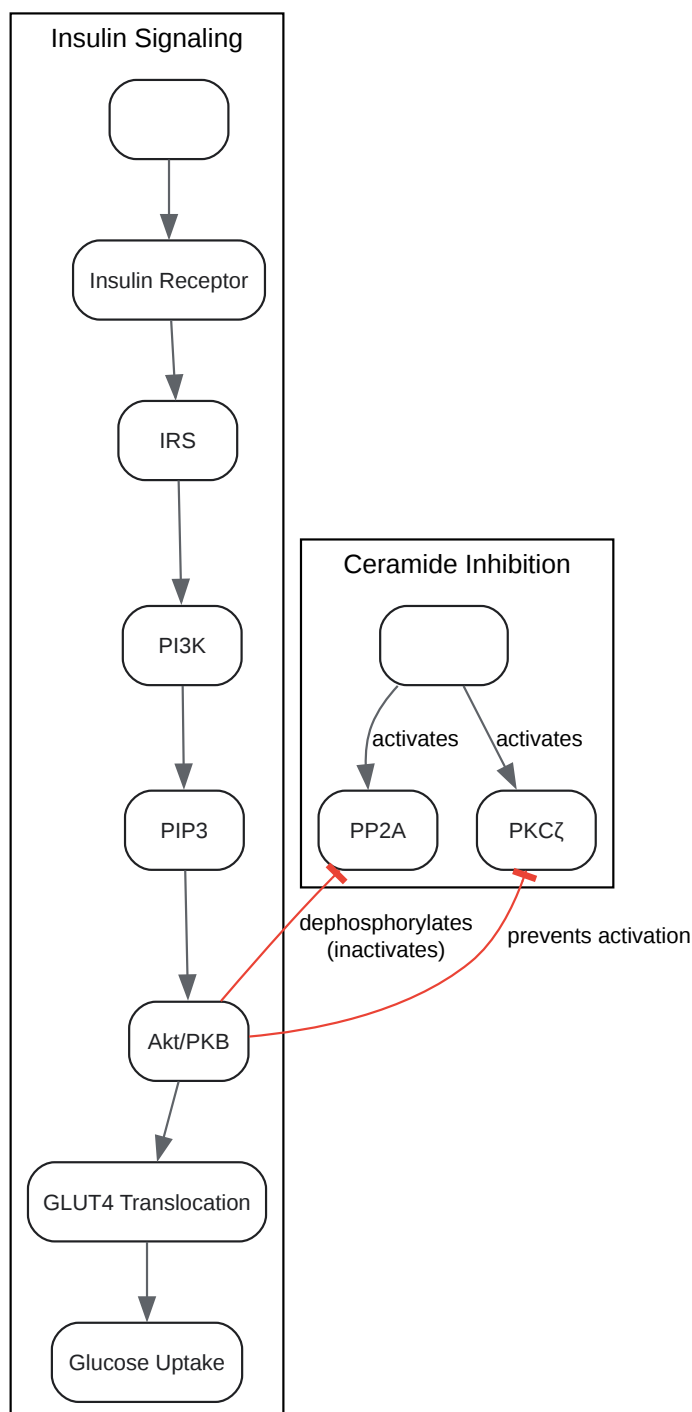 Insulin Signaling
Insulin Receptor
IRS
PI3K
PIP3
Akt/PKB
GLUT4 Translocation
Glucose Uptake
Ceramide Inhibition
activates
activates
PP2A
PKCζ
dephosphorylates
(inactivates)
prevents activation